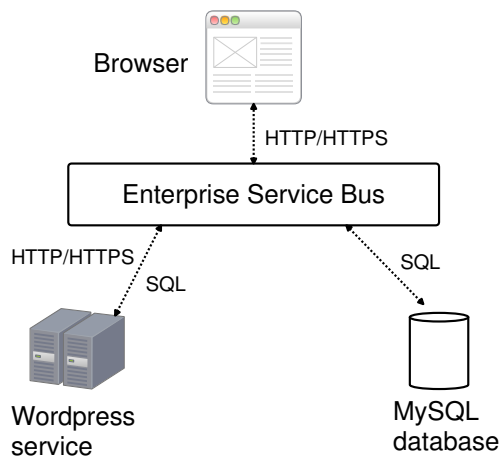 Browser
HTTP/HTTPS
Enterprise Service Bus
HTTP/HTTPS
SQL
SQL
Wordpress
service
MySQL
database